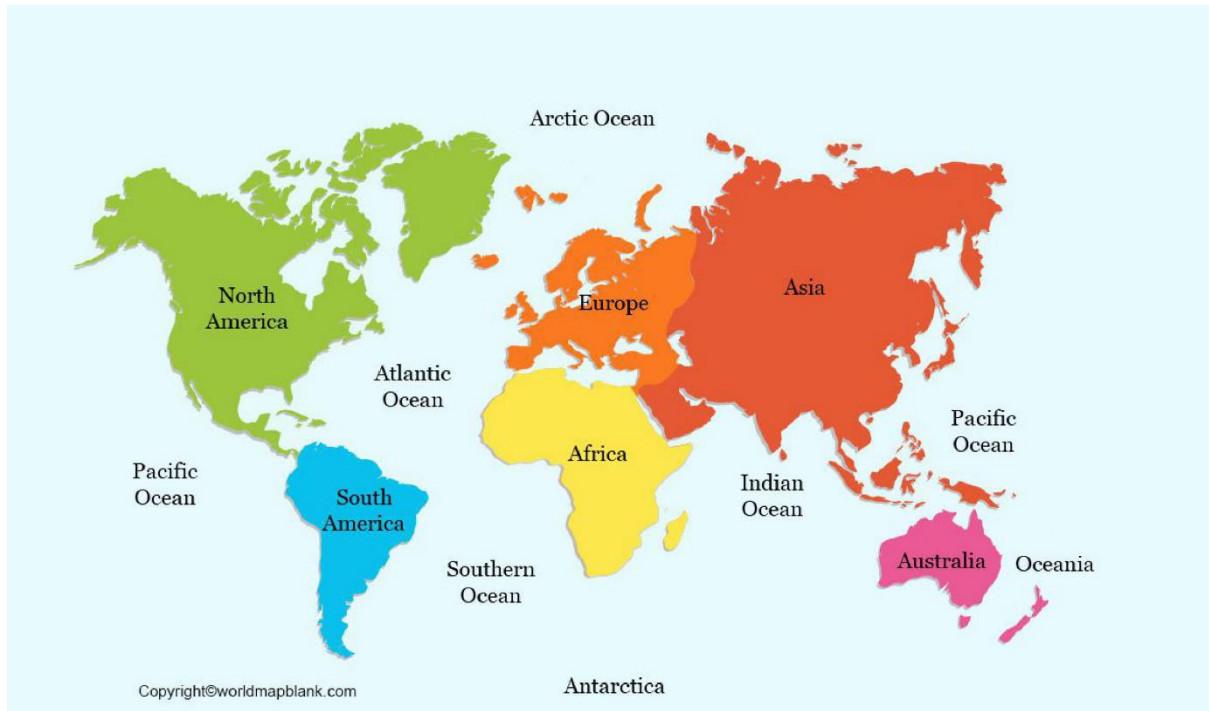 Arctic Ocean
North
America
Europe
Asia
Atlantic
Ocean
Pacific
Ocean
Africa
Pacific
Ocean
Indian
Ocean
South
America
Southern
Ocean
Australia
Oceania
Antarctica
Copyright©worldmapblank.com